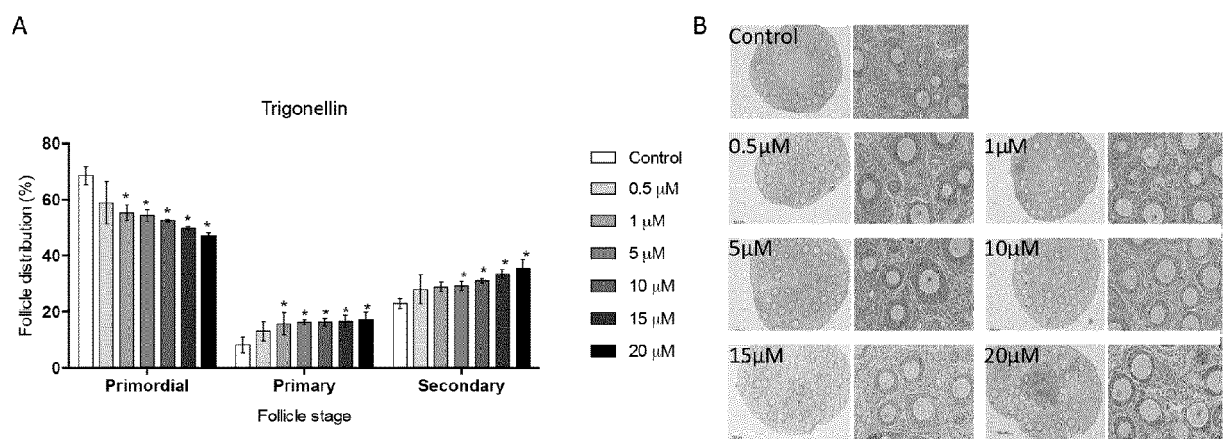 A
Trigonellin
Follicle distribution (%)
80
60
40
20
0
* * * * *
* * * * *
* * * *
Primordial Primary Secondary
Follicle stage
Control
0.5 μM
1 μM
5 μM
10 μM
15 μM
20 μM
B
Control
0.5μM
1μM
5μM
10μM
15μM
20μM